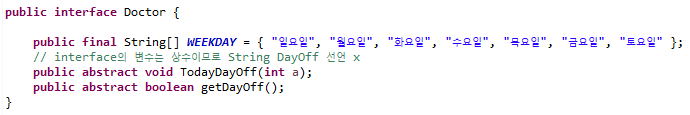 public interface Doctor {
public final String[] WEEKDAY = { "일요일", "월요일", "화요일", "수요일", "목요일", "금요일", "토요일" };
// interface의 변수는 상수이므로 String DayOff 선언 x
public abstract void TodayDayOff(int a);
public abstract boolean getDayOff();
}